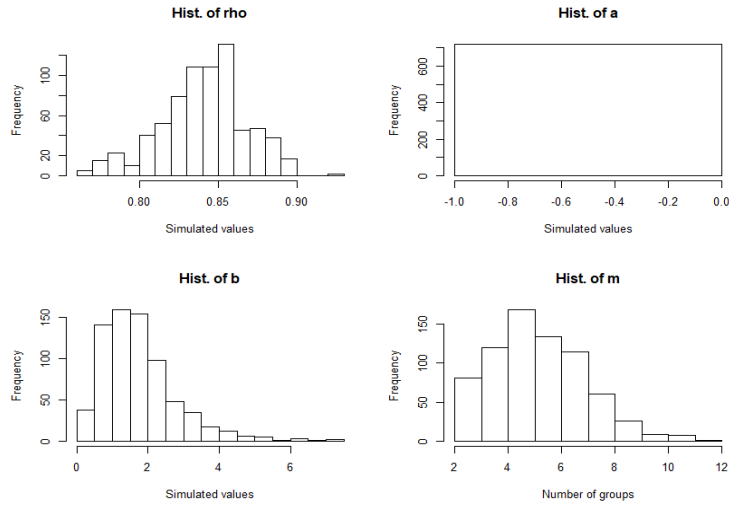 Hist. of rho
Frequency
20
60
100
0.80
0.85
0.90
Simulated values
Hist. of a
Frequency
0
200
400
600
-1.0
-0.8
-0.6
-0.4
-0.2
0.0
Simulated values
Hist. of b
Frequency
0
50
100
150
0
2
4
6
Simulated values
Hist. of m
Frequency
0
50
100
150
2
4
6
8
10
12
Number of groups